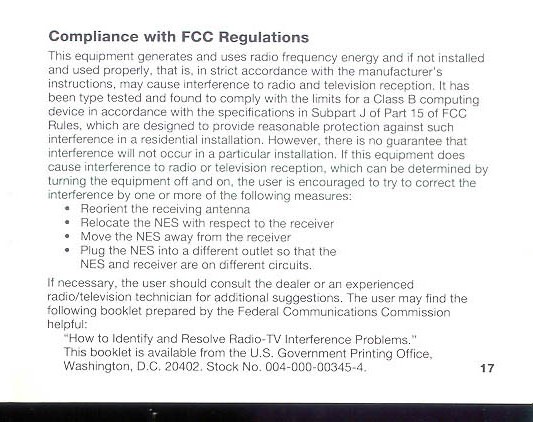 Compliance with FCC Regulations
This equipment generates and uses radio frequency energy and if not installed
and used properly, that is, in strict accordance with the manufacturer's
instructions, may cause interference to radio and television reception. It has
been type tested and found to comply with the limits for a Class B computing
device in accordance with the specifications in Subpart J of Part 15 of FCC
Rules, which are designed to provide reasonable protection against such
interference in a residential installation. However, there is no guarantee that
interference will not occur in a particular installation. If this equipment does
cause interference to radio or television reception, which can be determined by
turning the equipment off and on, the user is encouraged to try to correct the
interference by one or more of the following measures:
• Reorient the receiving antenna
• Relocate the NES with respect to the receiver
• Move the NES away from the receiver
• Plug the NES into a different outlet so that the
NES and receiver are on different circuits.
If necessary, the user should consult the dealer or an experienced
radio/television technician for additional suggestions. The user may find the
following booklet prepared by the Federal Communications Commission
helpful:
"How to Identify and Resolve Radio-TV Interference Problems."
This booklet is available from the U.S. Government Printing Office,
Washington, D.C. 20402. Stock No. 004-000-00345-4.
17